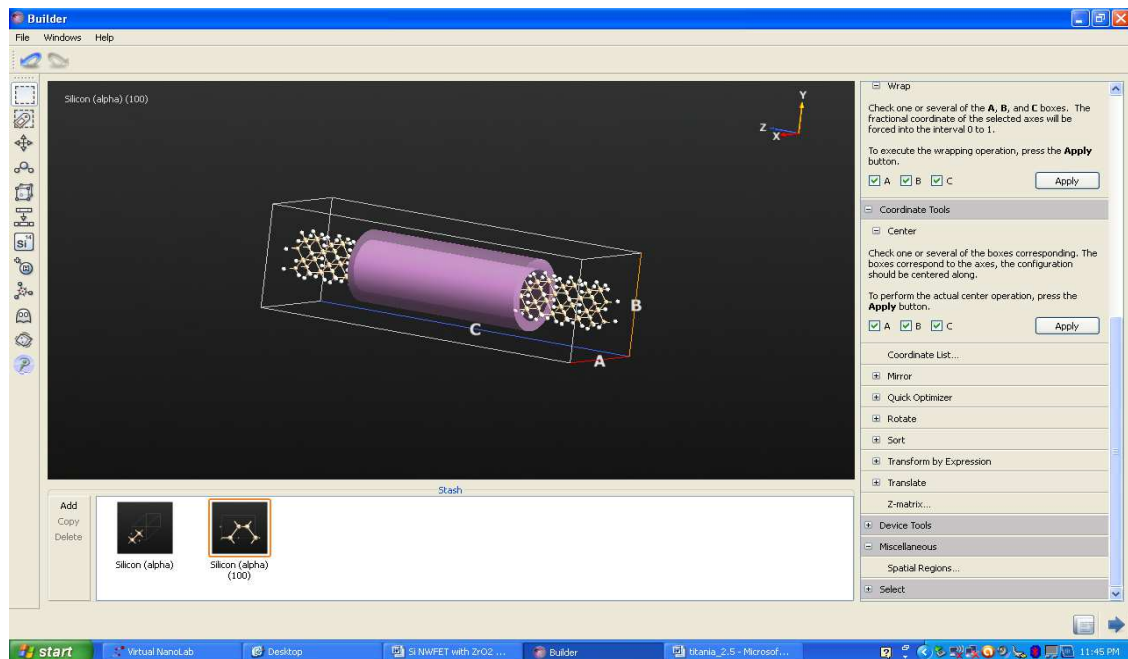 Builder
File Windows Help
Silicon (alpha) (100)
Y
Z
X
B
C
A
Stash
Add
Copy
Delete
Silicon (alpha)
Silicon (alpha)
(100)
Wrap
Check one or several of the A, B, and C boxes. The
fractional coordinate of the selected axes will be
forced into the interval 0 to 1.
To execute the wrapping operation, press the Apply
button.
A B C Apply
Coordinate Tools
Center
Check one or several of the boxes corresponding. The
boxes correspond to the axes, the configuration
should be centered along.
To perform the actual center operation, press the
Apply button.
A B C Apply
Coordinate List...
Mirror
Quick Optimizer
Rotate
Sort
Transform by Expression
Translate
Z-matrix...
Device Tools
Miscellaneous
Spatial Regions...
Select
Si 14
start Virtual NanoLab Desktop Si NWFET with ZrO2 ... Builder titania_2.5 - Microsof... 11:45 PM